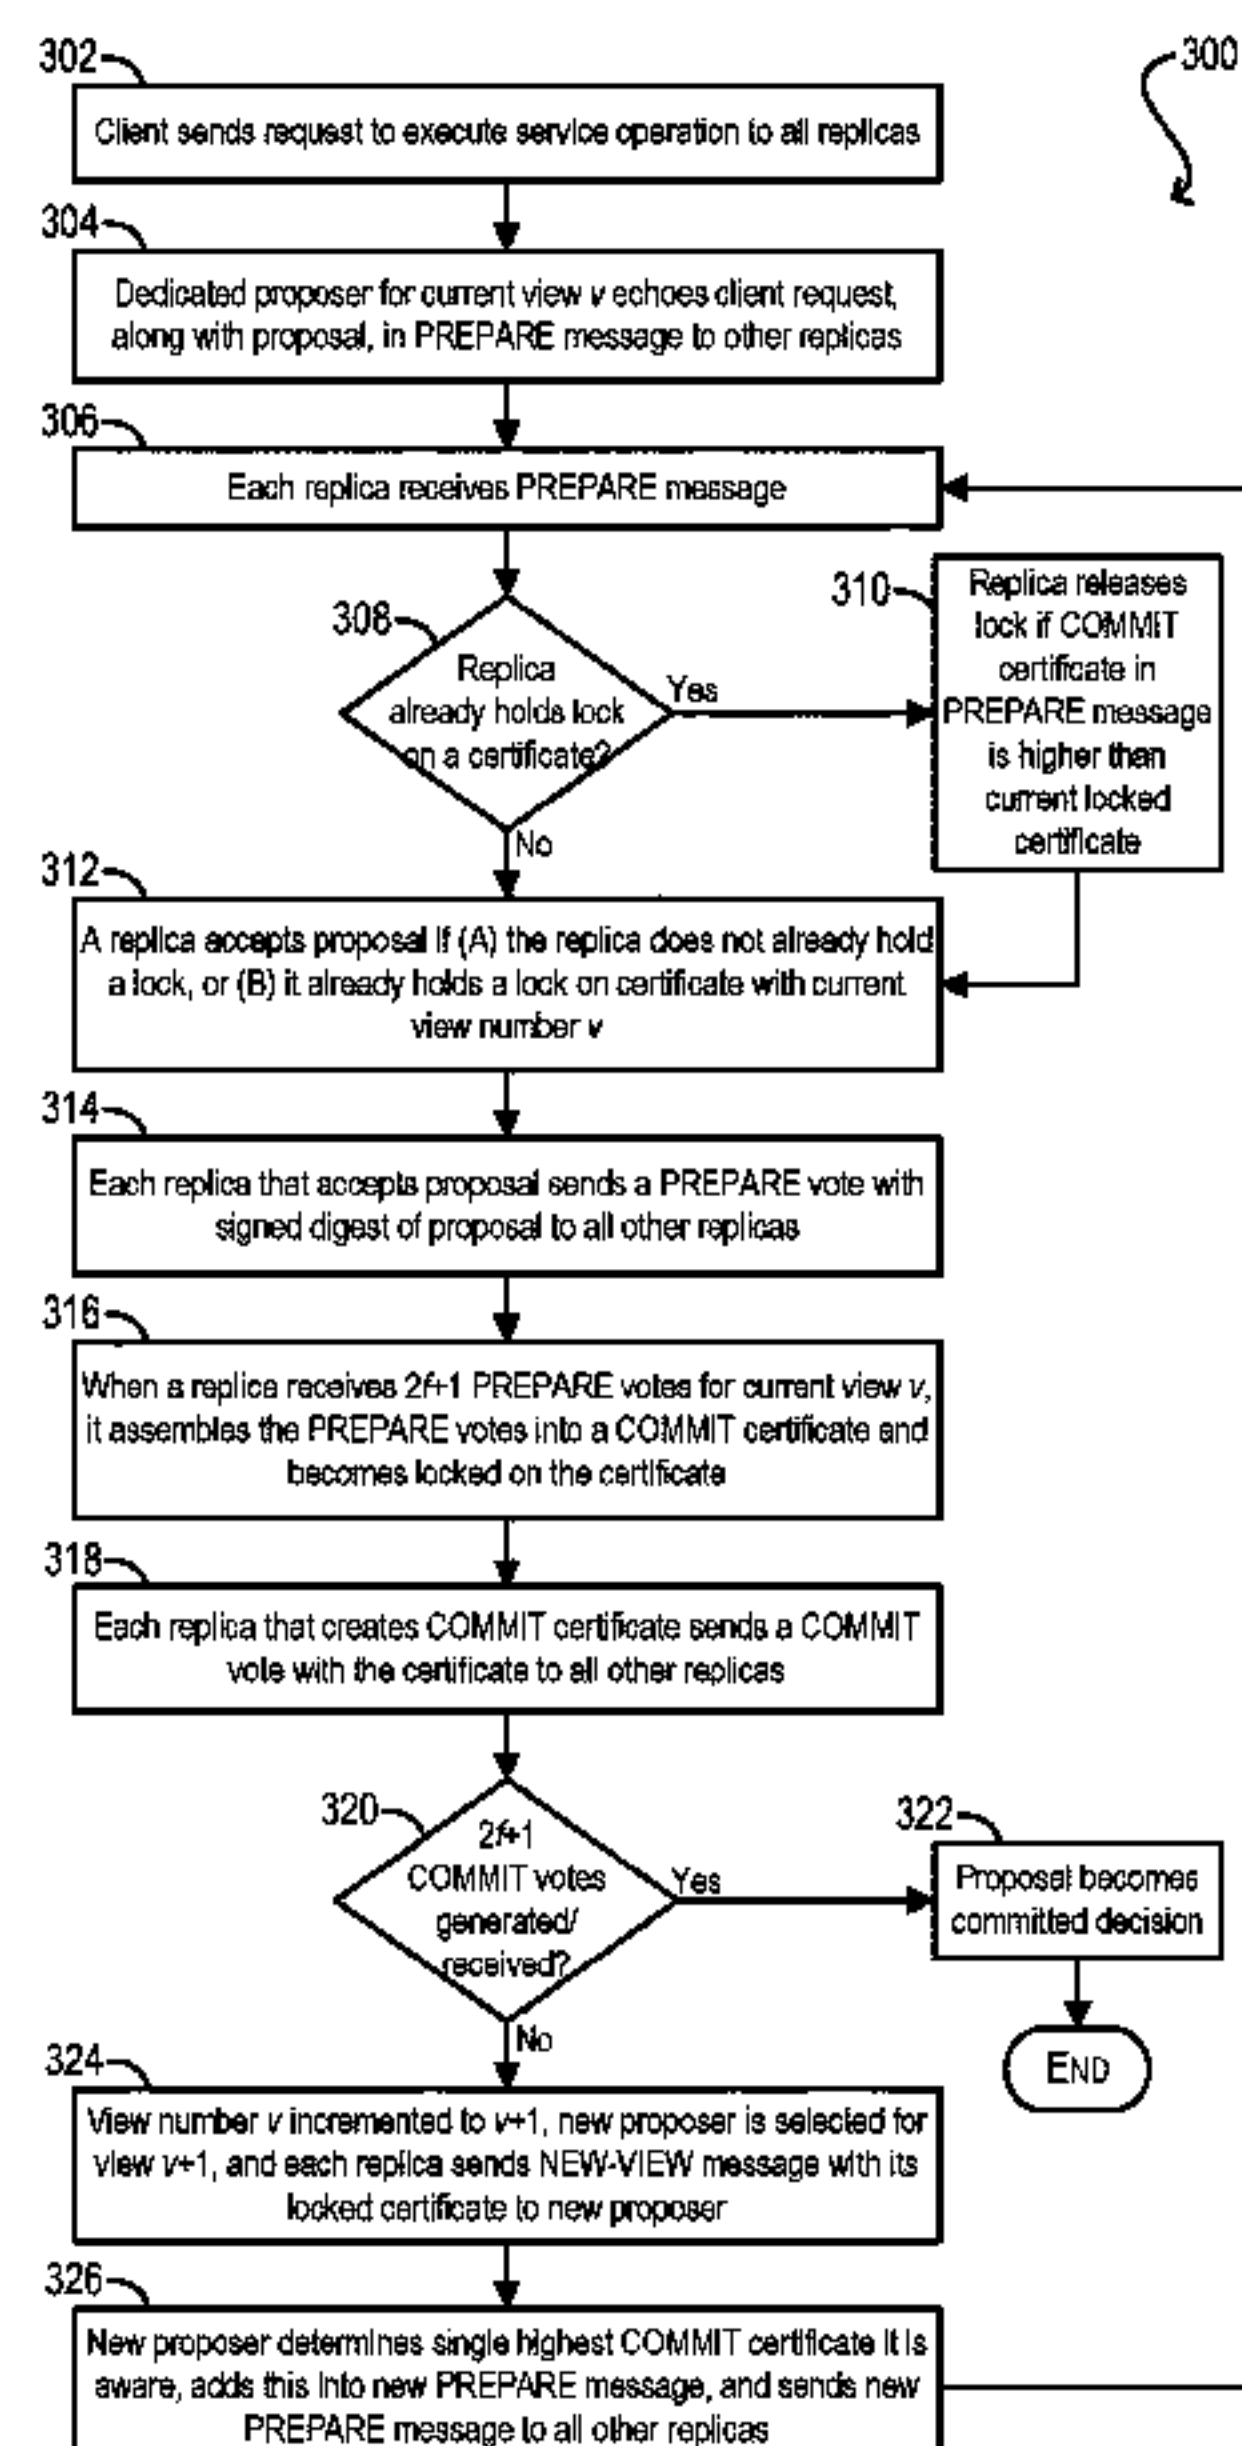 302
300
Client sends request to execute service operation to all replicas
304
Dedicated proposer for current view v echoes client request,
along with proposal, in PREPARE message to other replicas
306
Each replica receives PREPARE message
308
Replica
already holds lock
on a certificate?
Yes
No
310
Replica releases
lock if COMMIT
certificate in
PREPARE message
is higher than
current locked
certificate
312
A replica accepts proposal if (A) the replica does not already hold
a lock, or (B) it already holds a lock on certificate with current
view number v
314
Each replica that accepts proposal sends a PREPARE vote with
signed digest of proposal to all other replicas
316
When a replica receives 2f+1 PREPARE votes for current view v,
it assembles the PREPARE votes into a COMMIT certificate and
becomes locked on the certificate
318
Each replica that creates COMMIT certificate sends a COMMIT
vote with the certificate to all other replicas
320
2f+1
COMMIT votes
generated/
received?
Yes
No
322
Proposal becomes
committed decision
END
324
View number v incremented to v+1, new proposer is selected for
view v+1, and each replica sends NEW-VIEW message with its
locked certificate to new proposer
326
New proposer determines single highest COMMIT certificate it is
aware, adds this into new PREPARE message, and sends new
PREPARE message to all other replicas